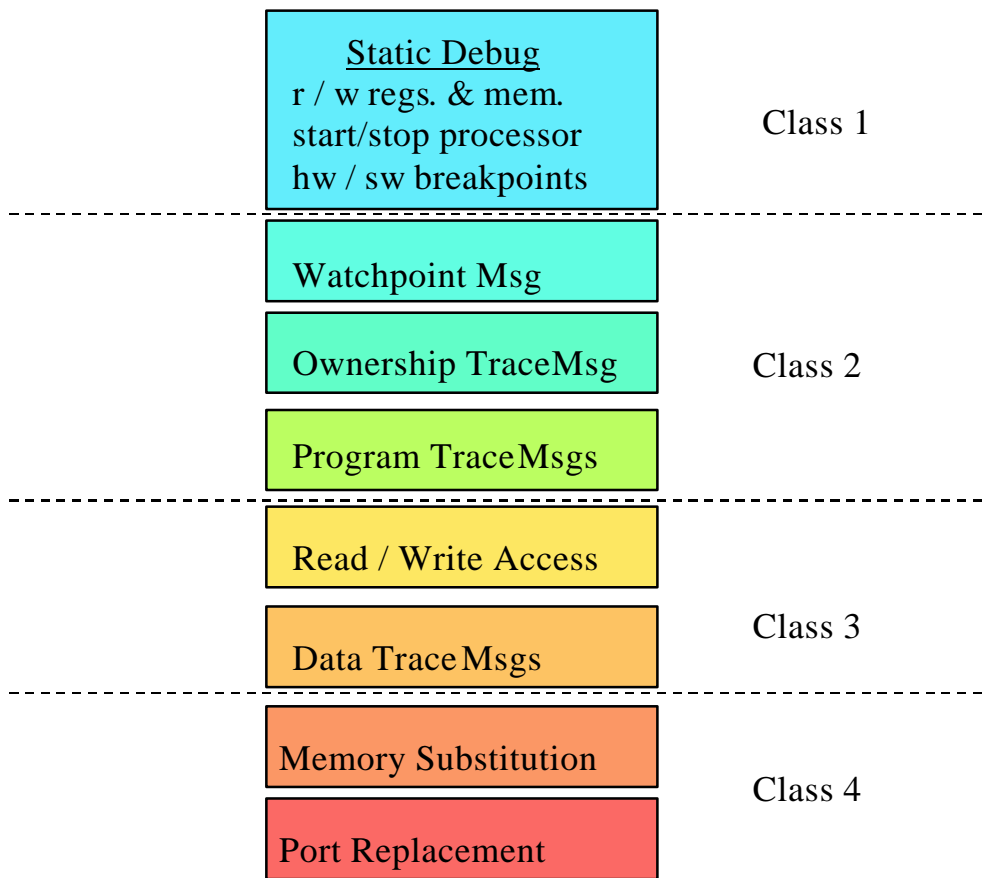 Static Debug
r / w regs. & mem.
start/stop processor
hw / sw breakpoints
Class 1
Watchpoint Msg
Ownership TraceMsg
Class 2
Program TraceMsgs
Read / Write Access
Class 3
Data TraceMsgs
Memory Substitution
Class 4
Port Replacement